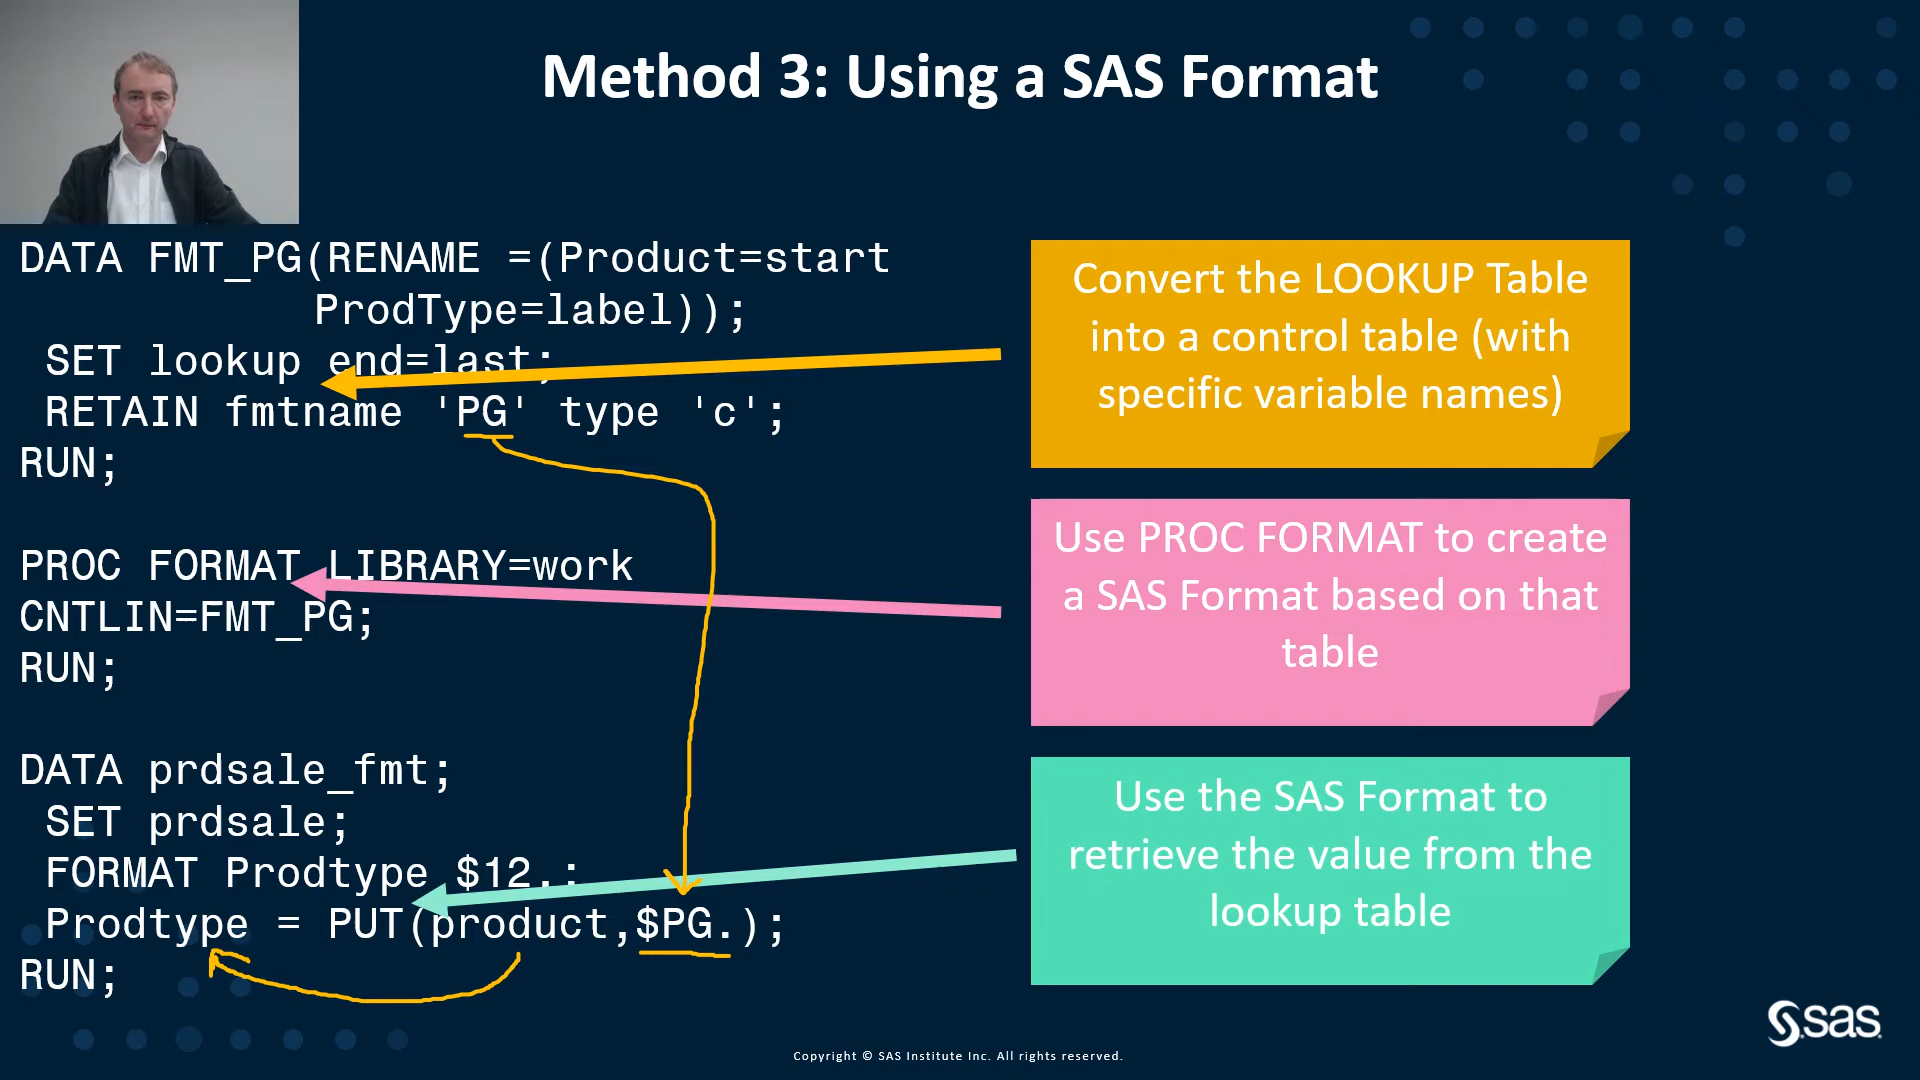 Method 3: Using a SAS Format
DATA FMT_PG(RENAME =(Product=start
ProdType=label));
SET lookup end=last;
RETAIN fmtname 'PG' type 'c';
RUN;
PROC FORMAT LIBRARY=work
CNTLIN=FMT_PG;
RUN;
DATA prdsale_fmt;
SET prdsale;
FORMAT Prodtype $12.;
Prodtype = PUT(product,$PG.);
RUN;
Convert the LOOKUP Table
into a control table (with
specific variable names)
Use PROC FORMAT to create
a SAS Format based on that
table
Use the SAS Format to
retrieve the value from the
lookup table
sas
Copyright © SAS Institute Inc. All rights reserved.